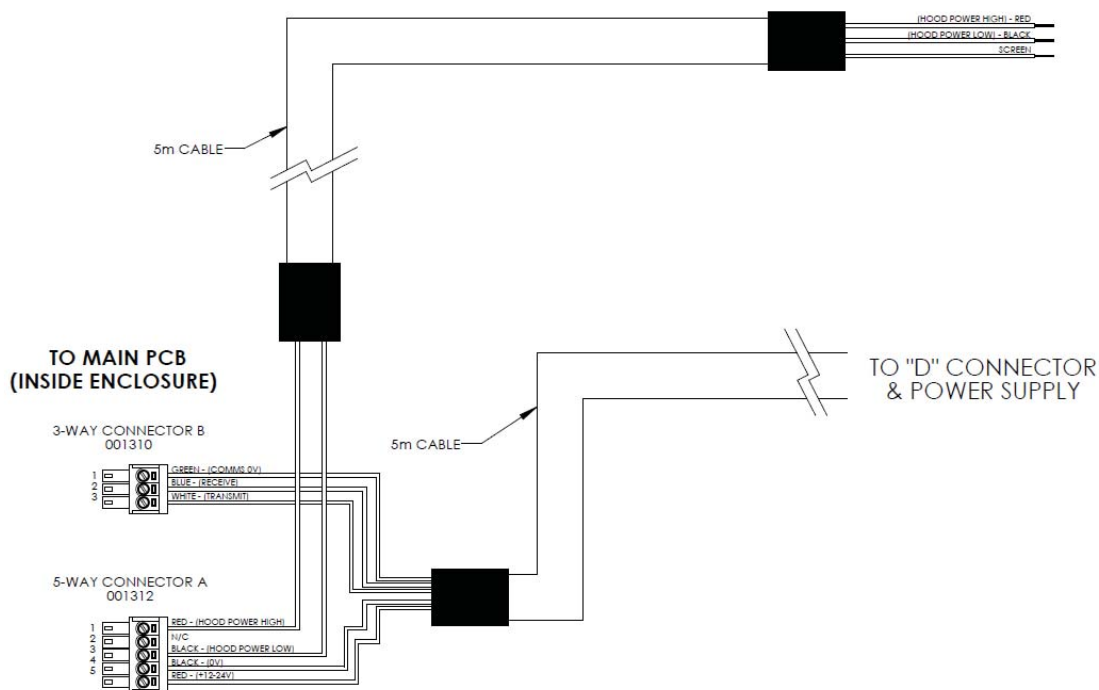 (HOOD POWER HIGH) - RED
(HOOD POWER LOW) - BLACK
SCREEN
5m CABLE
TO MAIN PCB
(INSIDE ENCLOSURE)
TO "D" CONNECTOR
& POWER SUPPLY
3-WAY CONNECTOR B
001310
5m CABLE
1
GREEN - (COMMS 0V)
2
BLUE - (RECEIVE)
3
WHITE - (TRANSMIT)
5-WAY CONNECTOR A
001312
1
RED - (HOOD POWER HIGH)
2
N/C
3
BLACK - (HOOD POWER LOW)
4
BLACK - (0V)
5
RED - (+12-24V)